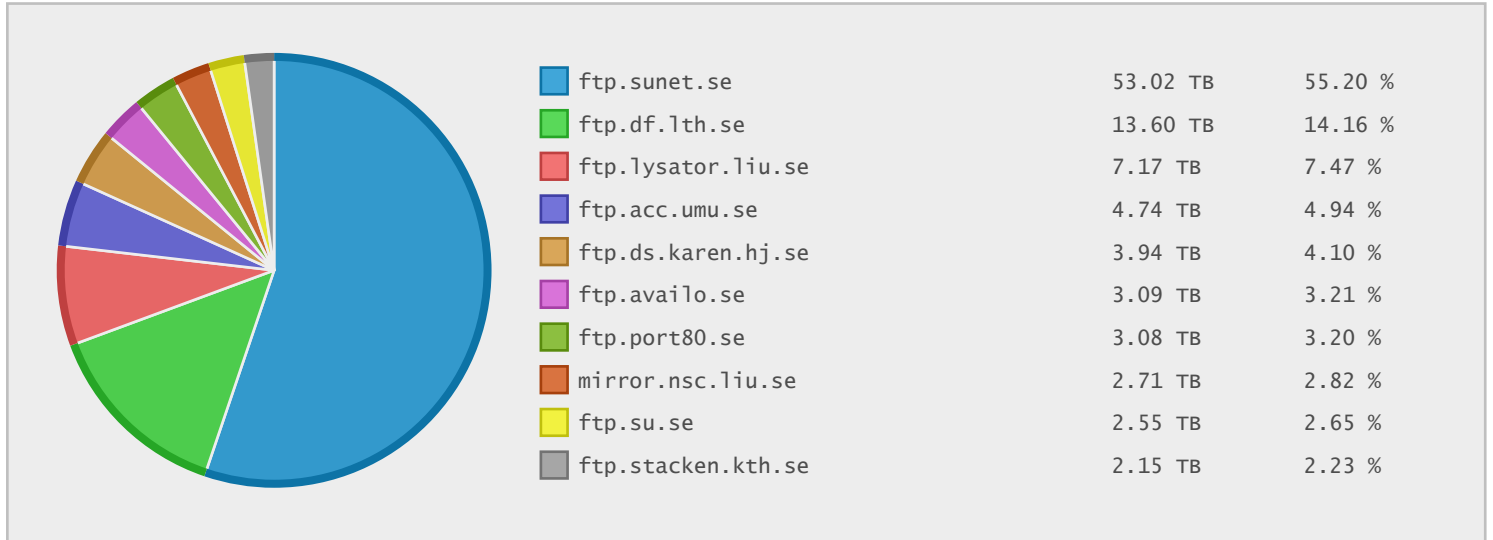 ftp.sunet.se 53.02 TB 55.20 %
ftp.df.lth.se 13.60 TB 14.16 %
ftp.lysator.liu.se 7.17 TB 7.47 %
ftp.acc.umu.se 4.74 TB 4.94 %
ftp.ds.karen.hj.se 3.94 TB 4.10 %
ftp.availo.se 3.09 TB 3.21 %
ftp.port80.se 3.08 TB 3.20 %
mirror.nsc.liu.se 2.71 TB 2.82 %
ftp.su.se 2.55 TB 2.65 %
ftp.stacken.kth.se 2.15 TB 2.23 %